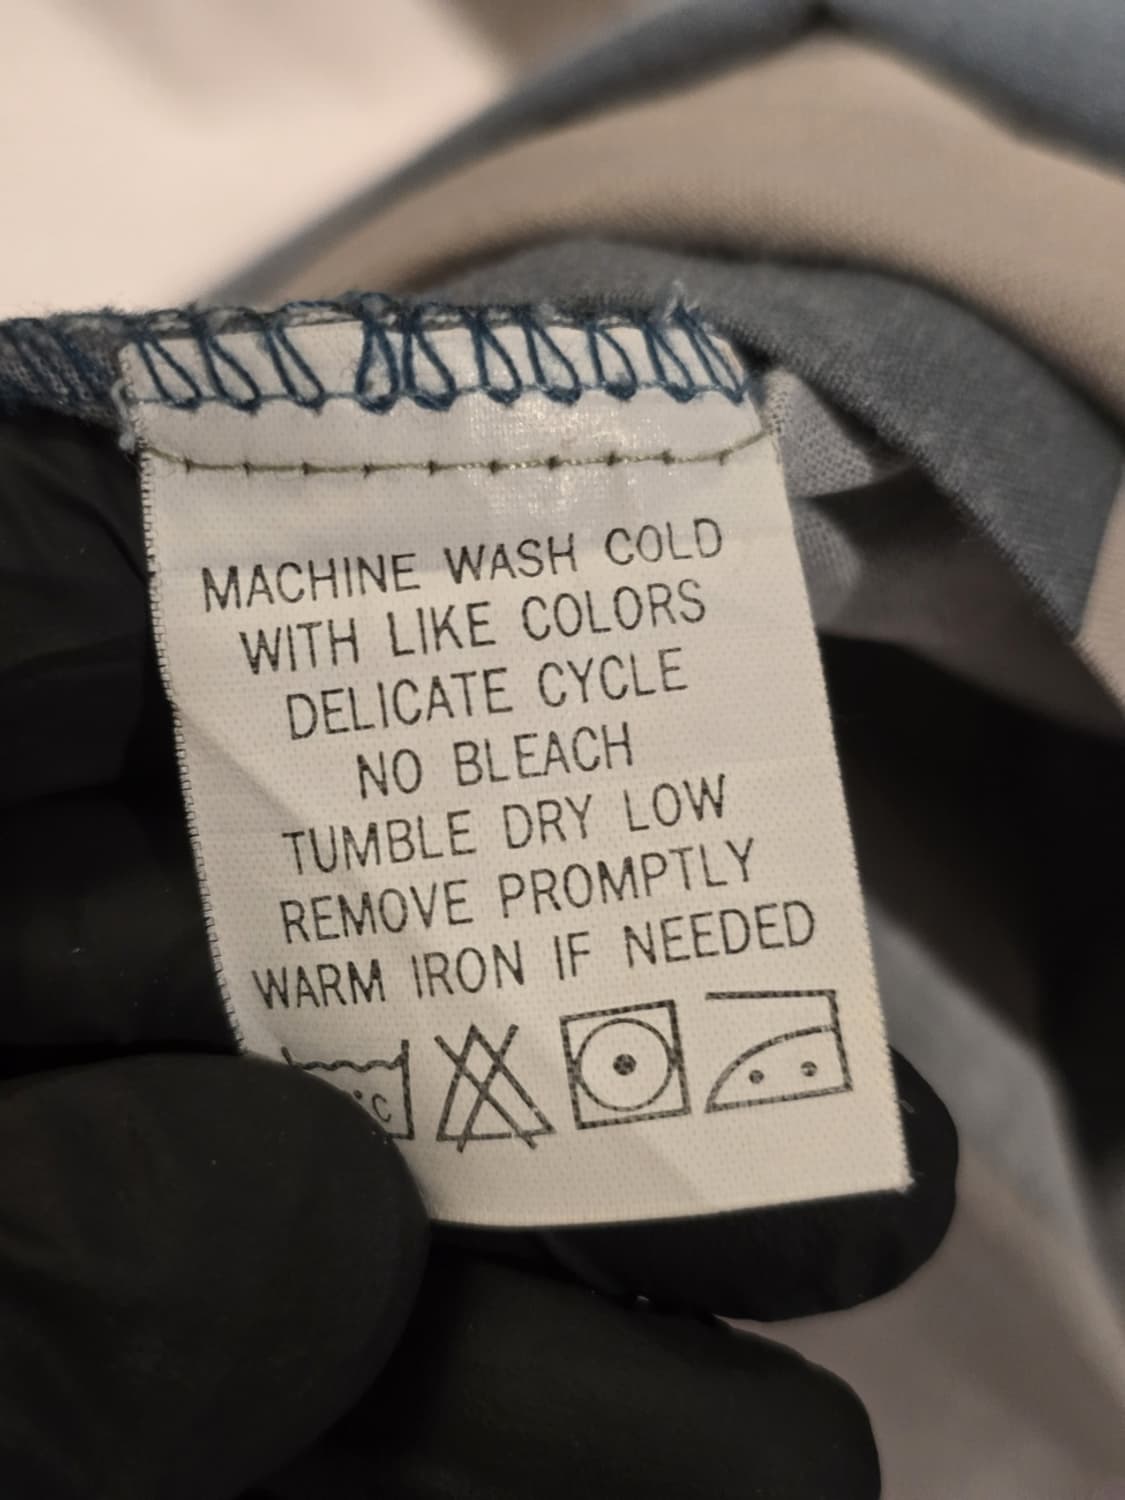 MACHINE WASH COLD
WITH LIKE COLORS
DELICATE CYCLE
NO BLEACH
TUMBLE DRY LOW
REMOVE PROMPTLY
WARM IRON IF NEEDED
°C